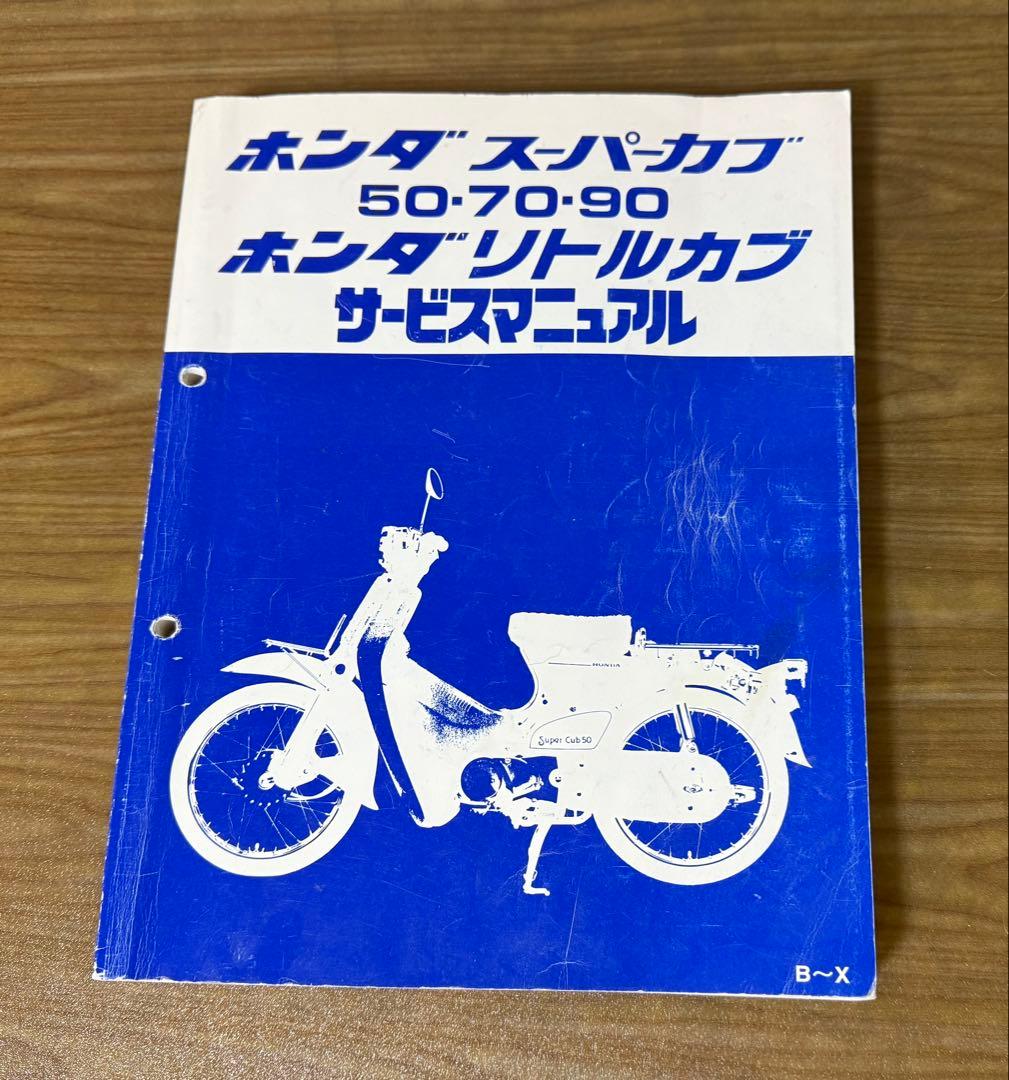 ホンダ スーパーカブ
50・70・90
ホンダ リトルカブ
サービスマニュアル
HONDA
Super Cub 50
B～X